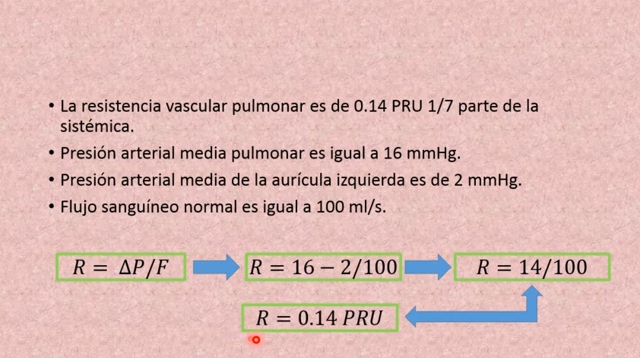 • La resistencia vascular pulmonar es de 0.14 PRU 1/7 parte de la
sistémica.
• Presión arterial media pulmonar es igual a 16 mmHg.
• Presión arterial media de la aurícula izquierda es de 2 mmHg.
• Flujo sanguíneo normal es igual a 100 ml/s.
R = ΔP/F
R = 16 − 2/100
R = 14/100
R = 0.14 PRU